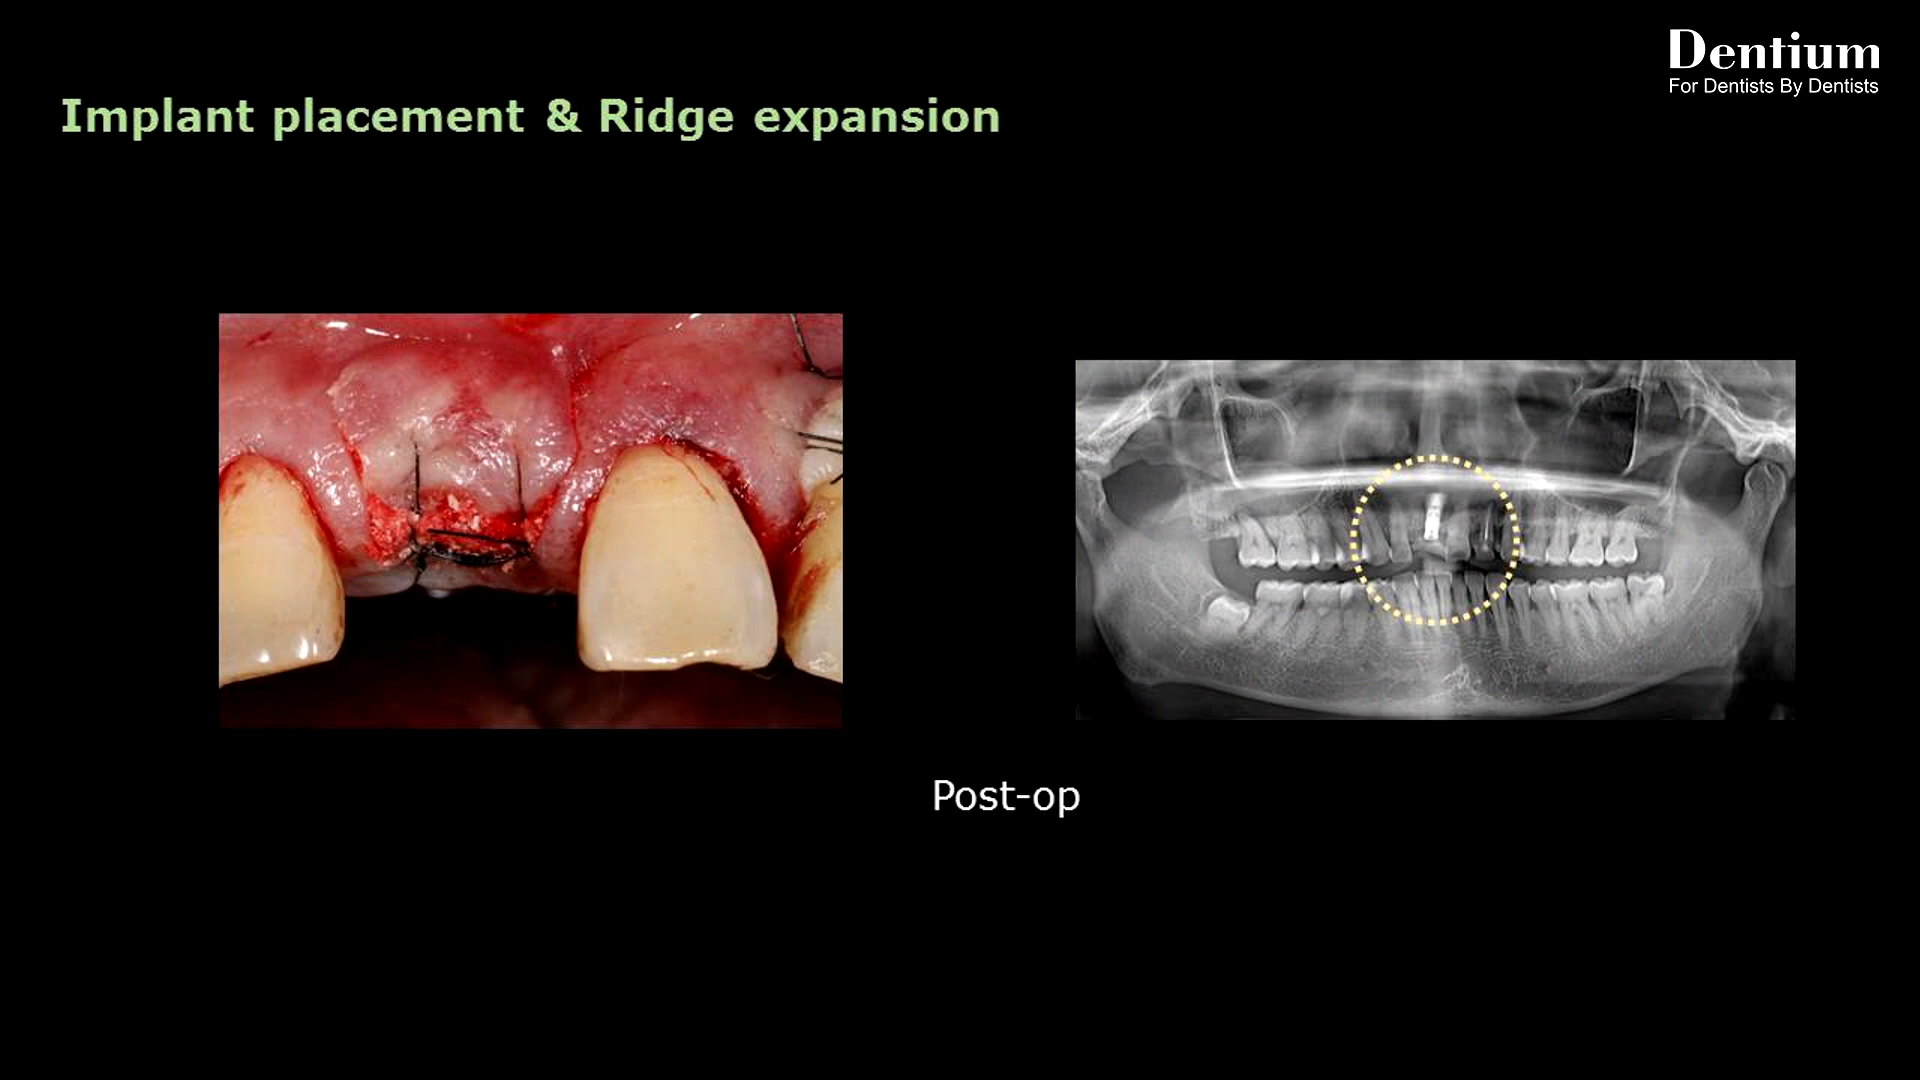 Dentium
For Dentists By Dentists
Implant placement & Ridge expansion
Post-op